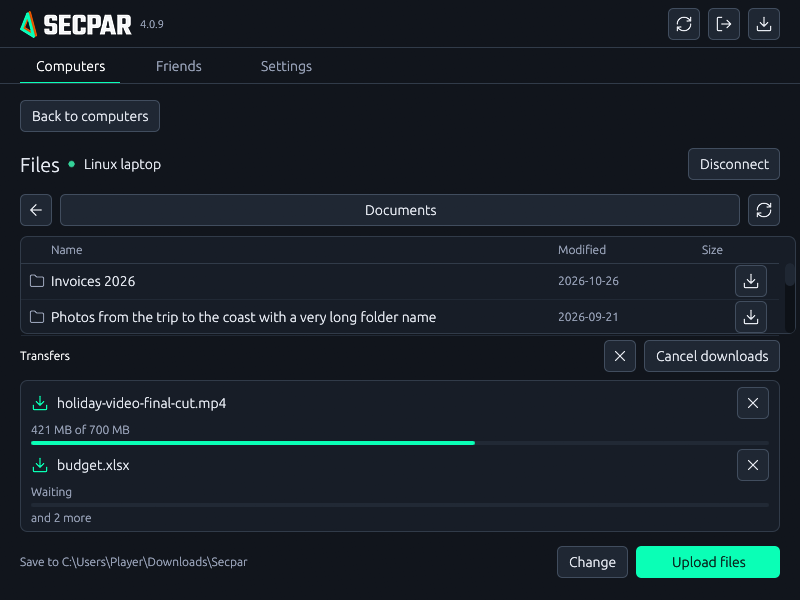 SECPAR 4.0.9
Computers Friends Settings
Back to computers
Files Linux laptop Disconnect
Documents
Name Modified Size
Invoices 2026 2026-10-26
Photos from the trip to the coast with a very long folder name 2026-09-21
Transfers Cancel downloads
holiday-video-final-cut.mp4
421 MB of 700 MB
budget.xlsx
Waiting
and 2 more
Save to C:\Users\Player\Downloads\Secpar Change Upload files